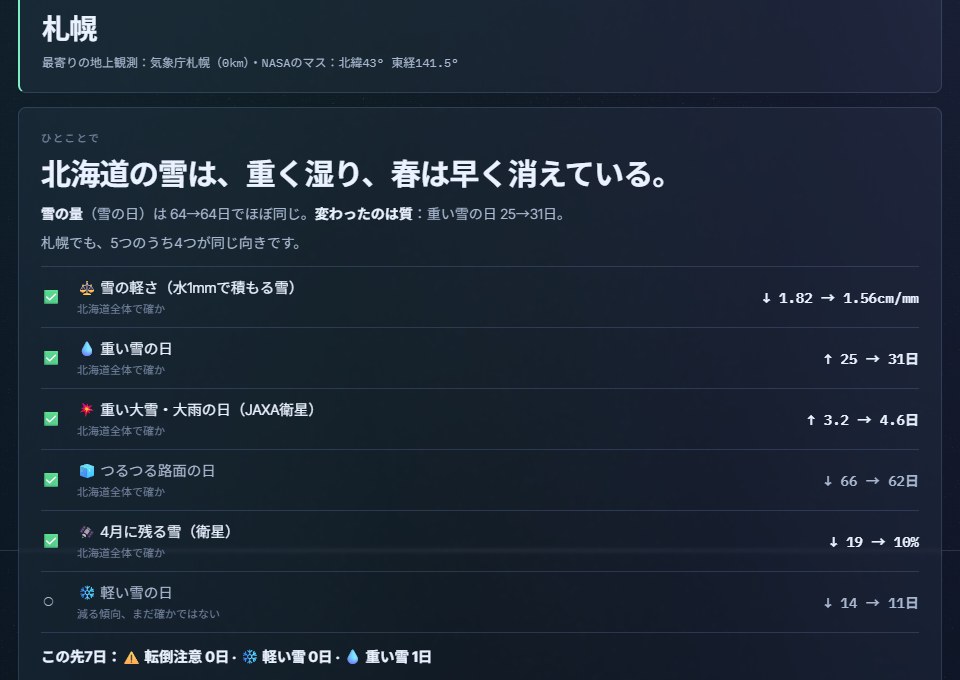 札幌
最寄りの地上観測：気象庁札幌（0km）・NASAのマス：北緯43° 東経141.5°
ひとことで
北海道の雪は、重く湿り、春は早く消えている。
雪の量（雪の日）は 64→64日でほぼ同じ。変わったのは質：重い雪の日 25→31日。
札幌でも、5つのうち4つが同じ向きです。
✅ ⚖️ 雪の軽さ（水1mmで積もる雪） ↓ 1.82 → 1.56cm/mm
北海道全体で確か
✅ 💧 重い雪の日 ↑ 25 → 31日
北海道全体で確か
✅ 💥 重い大雪・大雨の日（JAXA衛星） ↑ 3.2 → 4.6日
北海道全体で確か
✅ 🧊 つるつる路面の日 ↓ 66 → 62日
北海道全体で確か
✅ 🛰️ 4月に残る雪（衛星） ↓ 19 → 10%
北海道全体で確か
○ ❄️ 軽い雪の日 ↓ 14 → 11日
減る傾向、まだ確かではない
この先7日：⚠️ 転倒注意 0日・❄️ 軽い雪 0日・💧 重い雪 1日